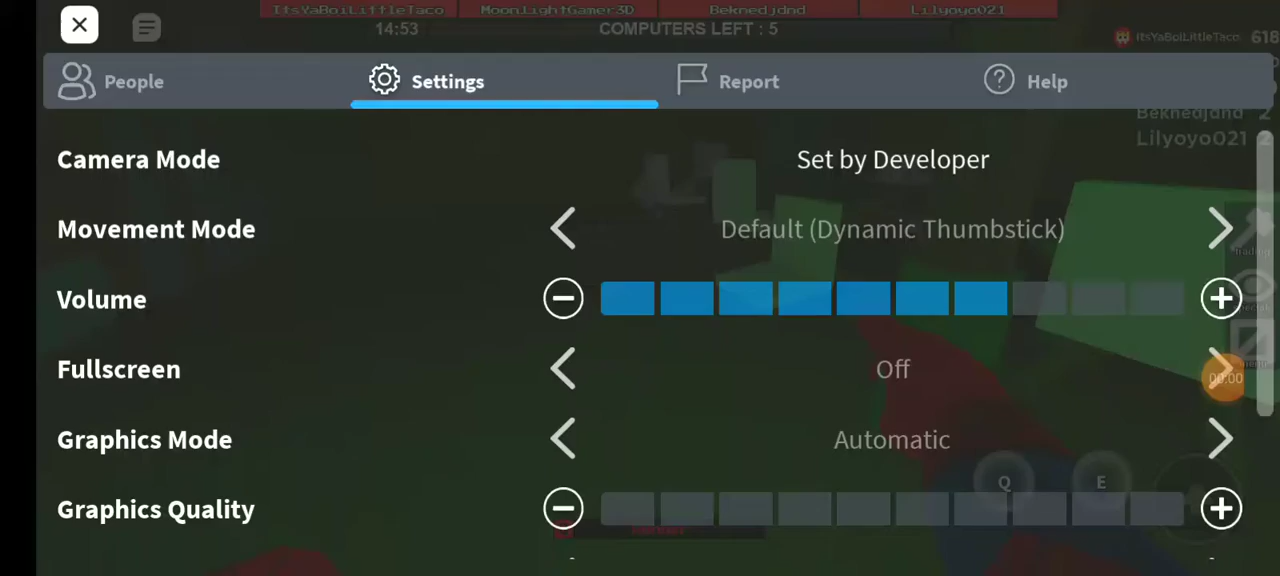 ItsYaBoiLittleTaco MoonlightGamer3D Beknedjdnd Lilyoyo021
14:53 COMPUTERS LEFT : 5
ItsYaBoiLittleTaco 618
People Settings Report Help
Beknedjdnd 2
Lilyoyo021 2
Camera Mode Set by Developer
Movement Mode Default (Dynamic Thumbstick)
Volume
Fullscreen Off
00:00
Graphics Mode Automatic
Q E
Graphics Quality